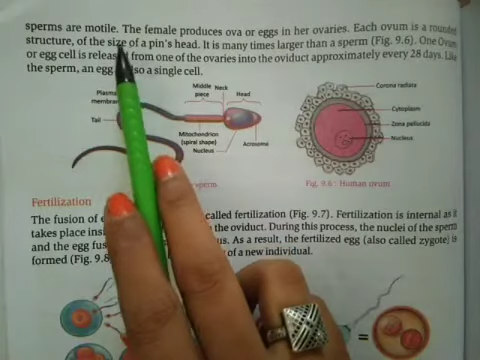 sperms are motile. The female produces ova or eggs in her ovaries. Each ovum is a rounded
structure, of the size of a pin's head. It is many times larger than a sperm (Fig. 9.6). One Ovum
or egg cell is released from one of the ovaries into the oviduct approximately every 28 days. Like
the sperm, an egg is also a single cell.
Plasma
membrane
Middle
piece
Neck
Head
Tail
Mitochondrion
(spiral shape)
Nucleus
Acrosome
Corona radiata
Cytoplasm
Zona pellucida
Nucleus
sperm
Fig. 9.6 : Human ovum
Fertilization
The fusion of called fertilization (Fig. 9.7). Fertilization is internal as it
takes place the oviduct. During this process, the nuclei of the sperm
and the egg As a result, the fertilized egg (also called zygote) is
formed (Fig. 9.8 of a new individual.
=